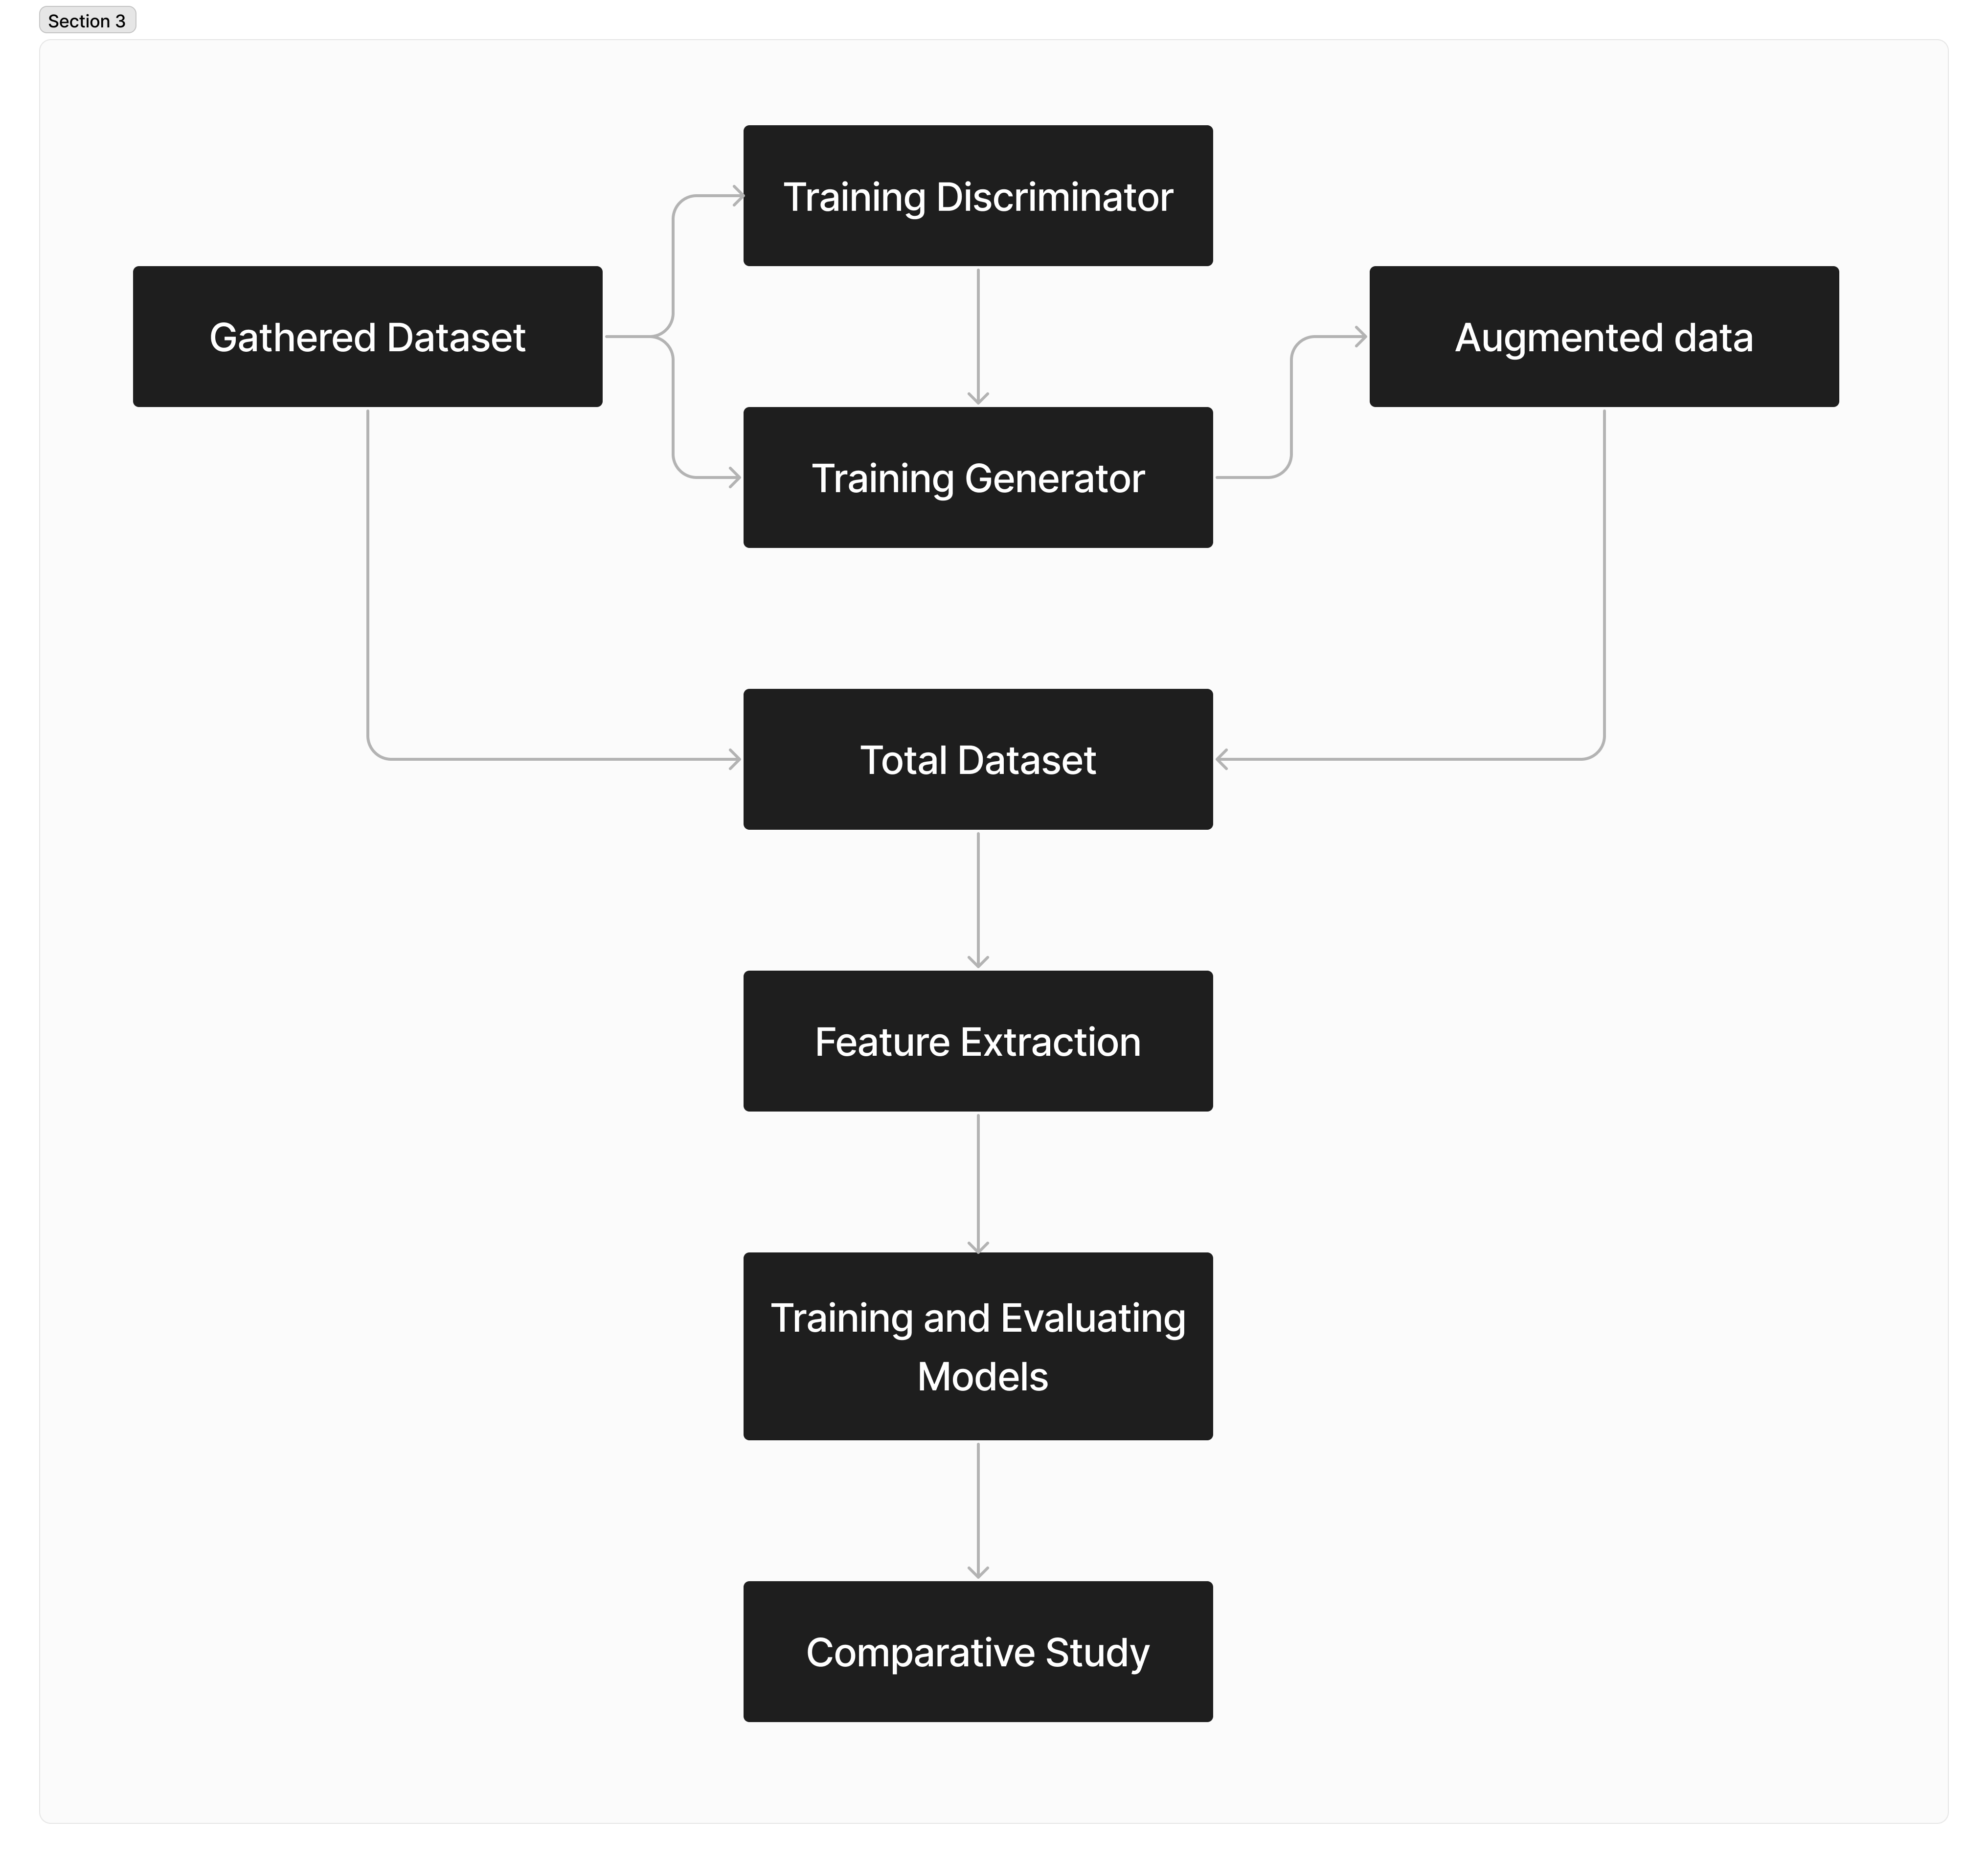 Section 3
Training Discriminator
Gathered Dataset
Augmented data
Training Generator
Total Dataset
Feature Extraction
Training and Evaluating
Models
Comparative Study